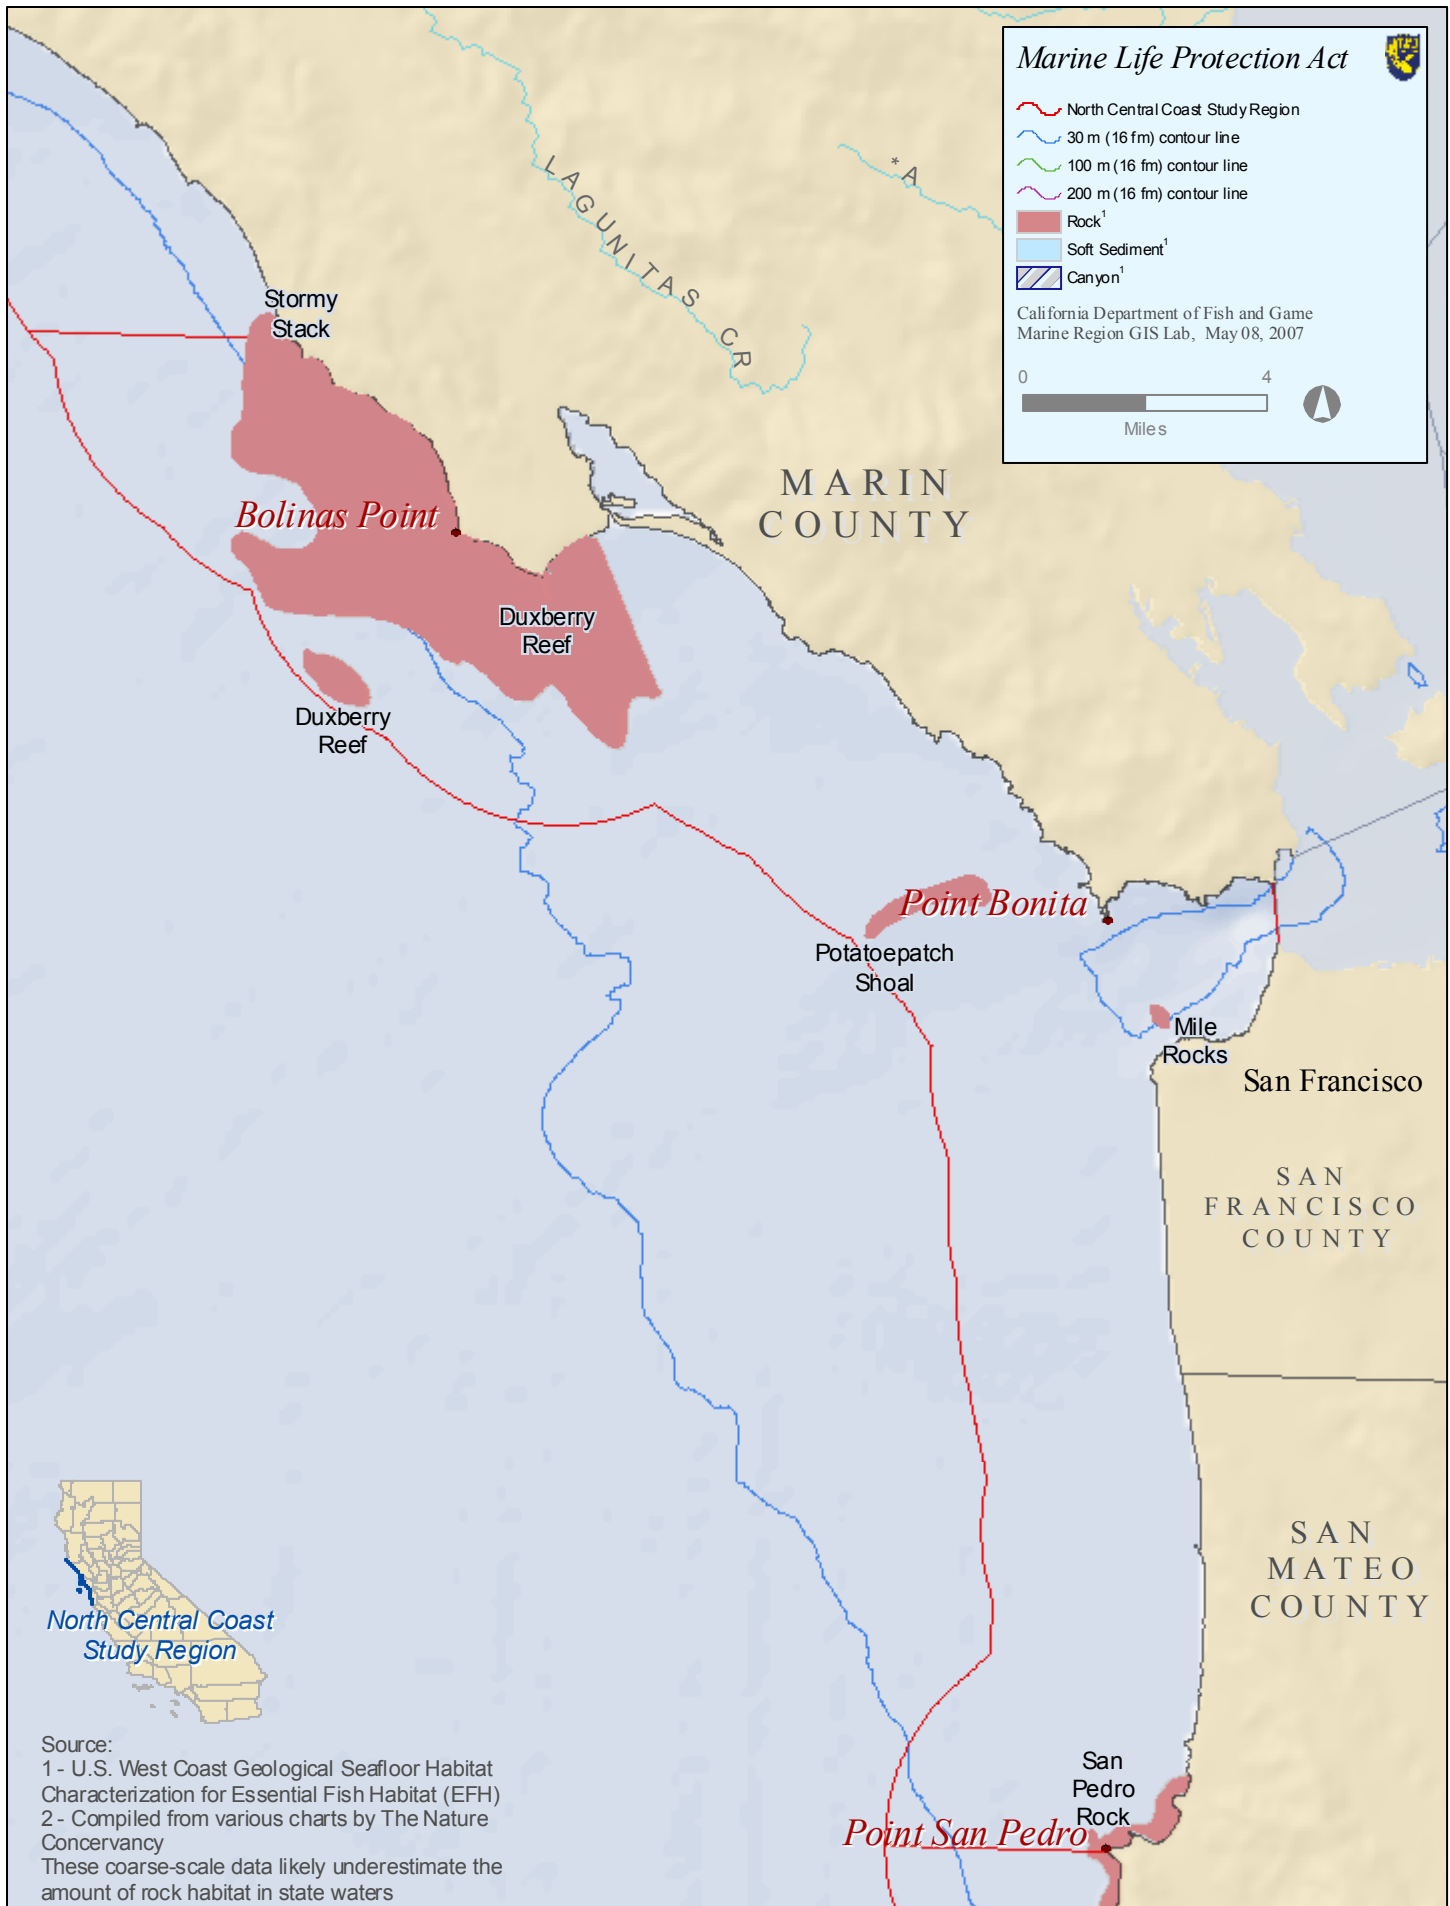 Marine Life Protection Act
North Central Coast Study Region
30 m (16 fm) contour line
100 m (16 fm) contour line
200 m (16 fm) contour line
Rock1
Soft Sediment1
Canyon1
California Department of Fish and Game
Marine Region GIS Lab, May 08, 2007
0 4
Miles
LAGUNITAS CR
*A
Stormy
Stack
MARIN
COUNTY
Bolinas Point
Duxberry
Reef
Duxberry
Reef
Point Bonita
Potatoepatch
Shoal
Mile
Rocks
San Francisco
SAN
FRANCISCO
COUNTY
SAN
MATEO
COUNTY
North Central Coast
Study Region
San
Pedro
Rock
Point San Pedro
Source:
1 - U.S. West Coast Geological Seafloor Habitat
Characterization for Essential Fish Habitat (EFH)
2 - Compiled from various charts by The Nature
Concervancy
These coarse-scale data likely underestimate the
amount of rock habitat in state waters